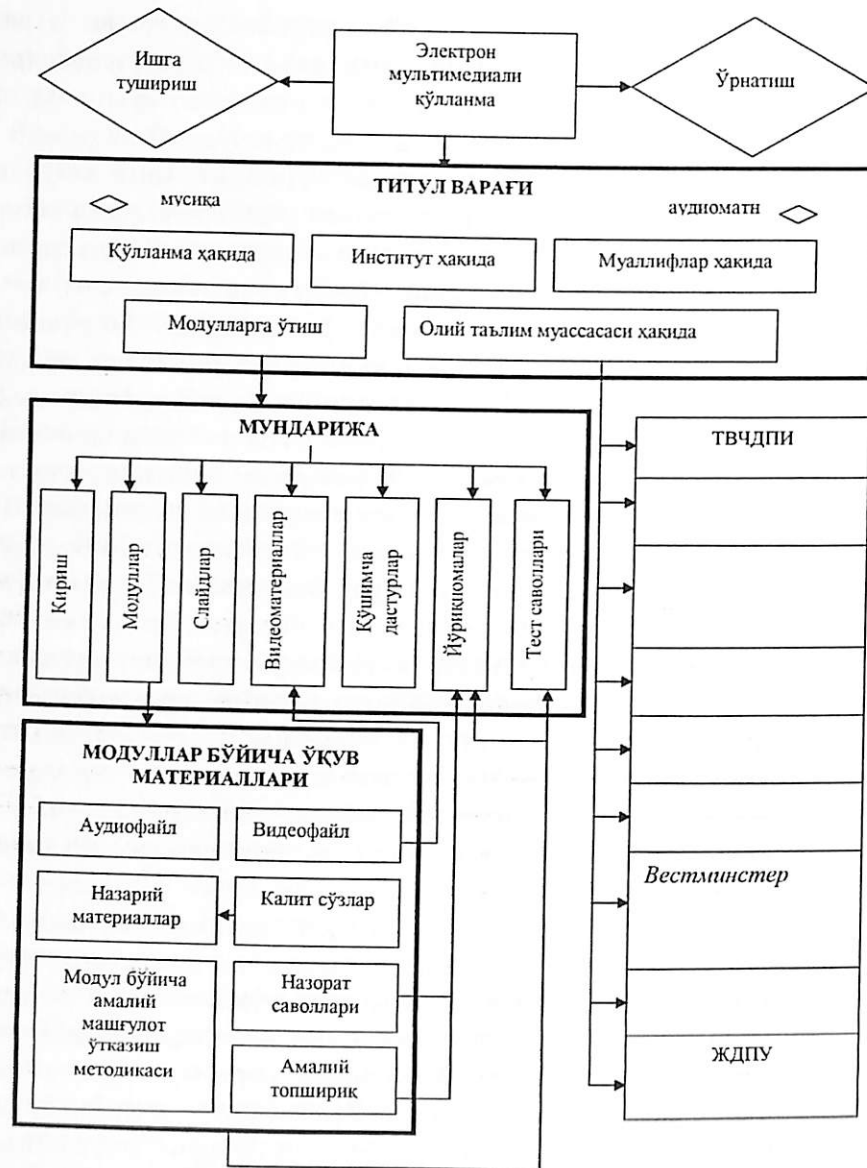 Ишга
тушириш
Электрон
мультимедиали
қўлланма
Ўрнатиш
ТИТУЛ ВАРАҒИ
мусиқа
аудиоматн
Қўлланма ҳақида
Институт ҳақида
Муаллифлар ҳақида
Модулларга ўтиш
Олий таълим муассасаси ҳақида
МУНДАРИЖА
Кириш
Модуллар
Слайдлар
Видеоматериаллар
Қўшимча
дастурлар
Йўриқномалар
Тест саволлари
ТВЧДПИ
Вестминстер
ЖДПУ
МОДУЛЛАР БЎЙИЧА ЎҚУВ
МАТЕРИАЛЛАРИ
Аудиофайл
Видеофайл
Назарий
материаллар
Калит сўзлар
Модул бўйича
амалий
машғулот
ўтказиш
методикаси
Назорат
саволлари
Амалий
топшириқ